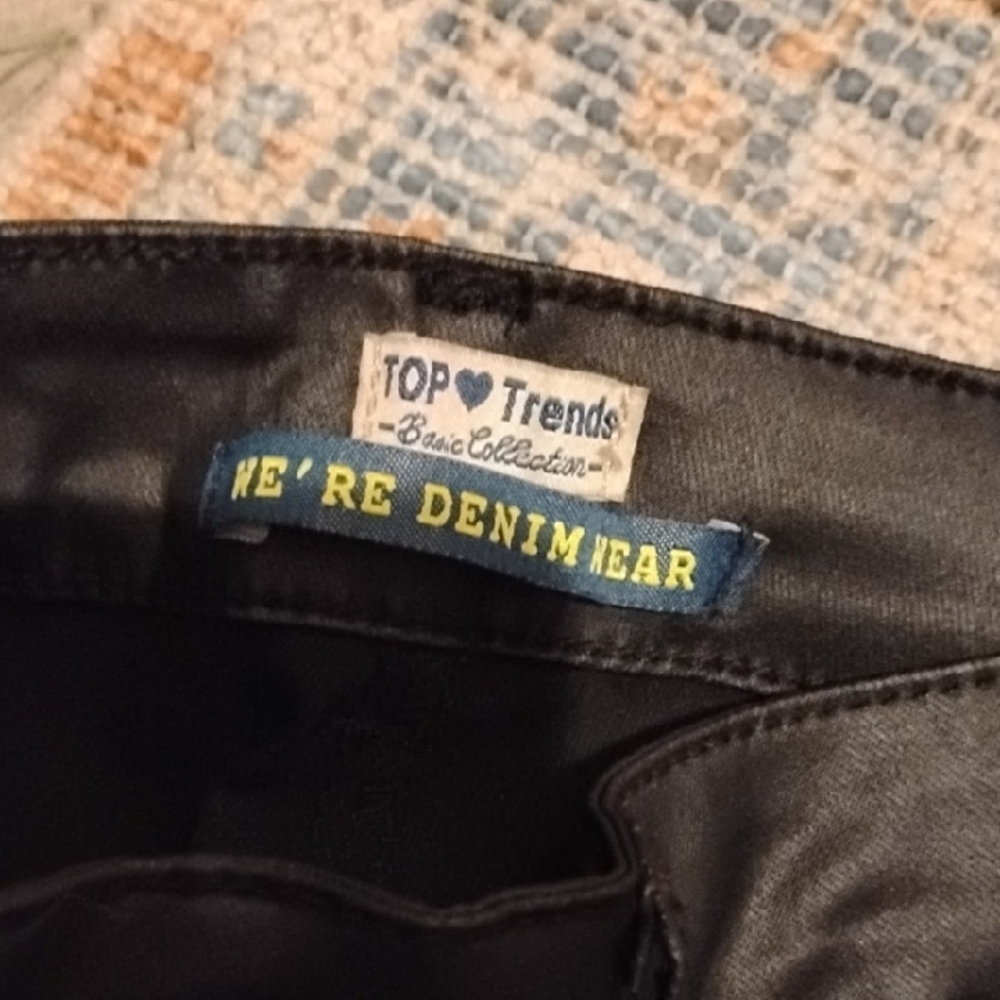 TOP Trends
-Basic Collection-
WE'RE DENIM WEAR